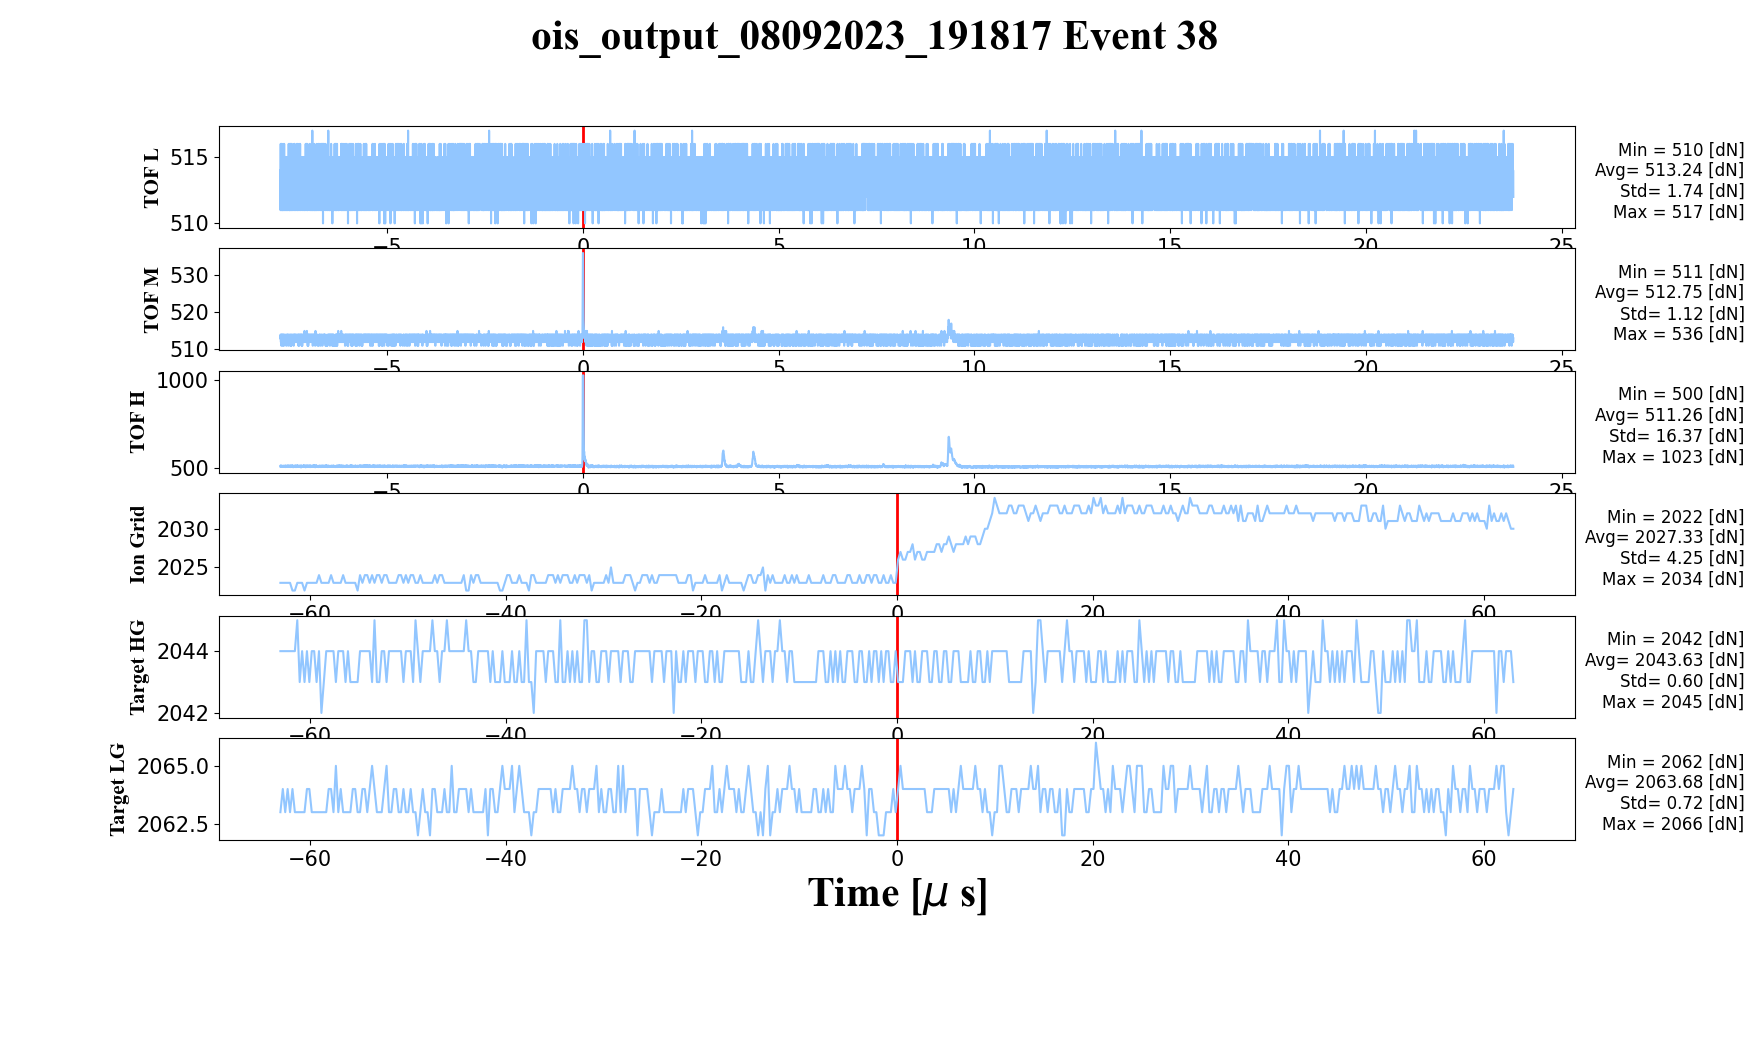 ois_output_08092023_191817 Event 38
TOF L
515
510
−5 0 5 10 15 20 25
Min = 510 [dN]
Avg= 513.24 [dN]
Std= 1.74 [dN]
Max = 517 [dN]
TOF M
530
520
510
−5 0 5 10 15 20 25
Min = 511 [dN]
Avg= 512.75 [dN]
Std= 1.12 [dN]
Max = 536 [dN]
TOF H
1000
500
−5 0 5 10 15 20 25
Min = 500 [dN]
Avg= 511.26 [dN]
Std= 16.37 [dN]
Max = 1023 [dN]
Ion Grid
2030
2025
−60 −40 −20 0 20 40 60
Min = 2022 [dN]
Avg= 2027.33 [dN]
Std= 4.25 [dN]
Max = 2034 [dN]
Target HG
2044
2042
−60 −40 −20 0 20 40 60
Min = 2042 [dN]
Avg= 2043.63 [dN]
Std= 0.60 [dN]
Max = 2045 [dN]
Target LG
2065.0
2062.5
−60 −40 −20 0 20 40 60
Min = 2062 [dN]
Avg= 2063.68 [dN]
Std= 0.72 [dN]
Max = 2066 [dN]
Time [μ s]